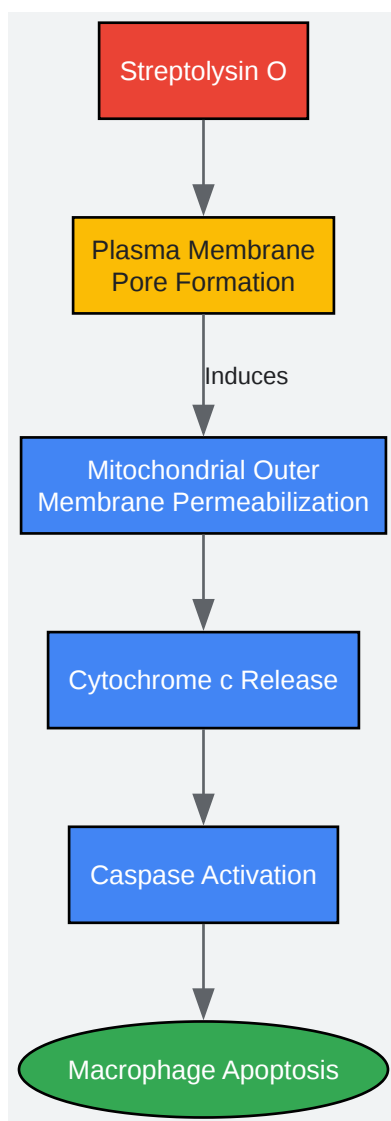 Streptolysin O
Plasma Membrane
Pore Formation
Induces
Mitochondrial Outer
Membrane Permeabilization
Cytochrome c Release
Caspase Activation
Macrophage Apoptosis